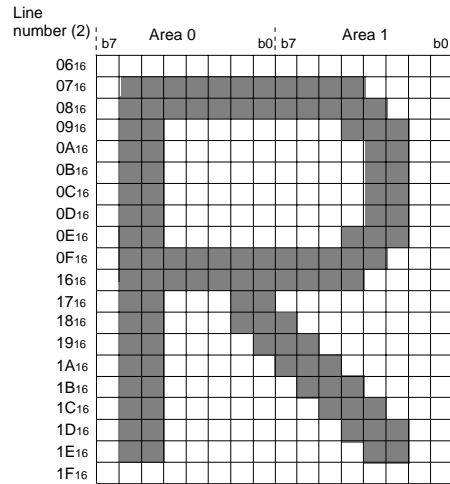 Line
number (2)
b7 Area 0 b0 b7 Area 1 b0
06₁₆
07₁₆
08₁₆
09₁₆
0A₁₆
0B₁₆
0C₁₆
0D₁₆
0E₁₆
0F₁₆
16₁₆
17₁₆
18₁₆
19₁₆
1A₁₆
1B₁₆
1C₁₆
1D₁₆
1E₁₆
1F₁₆